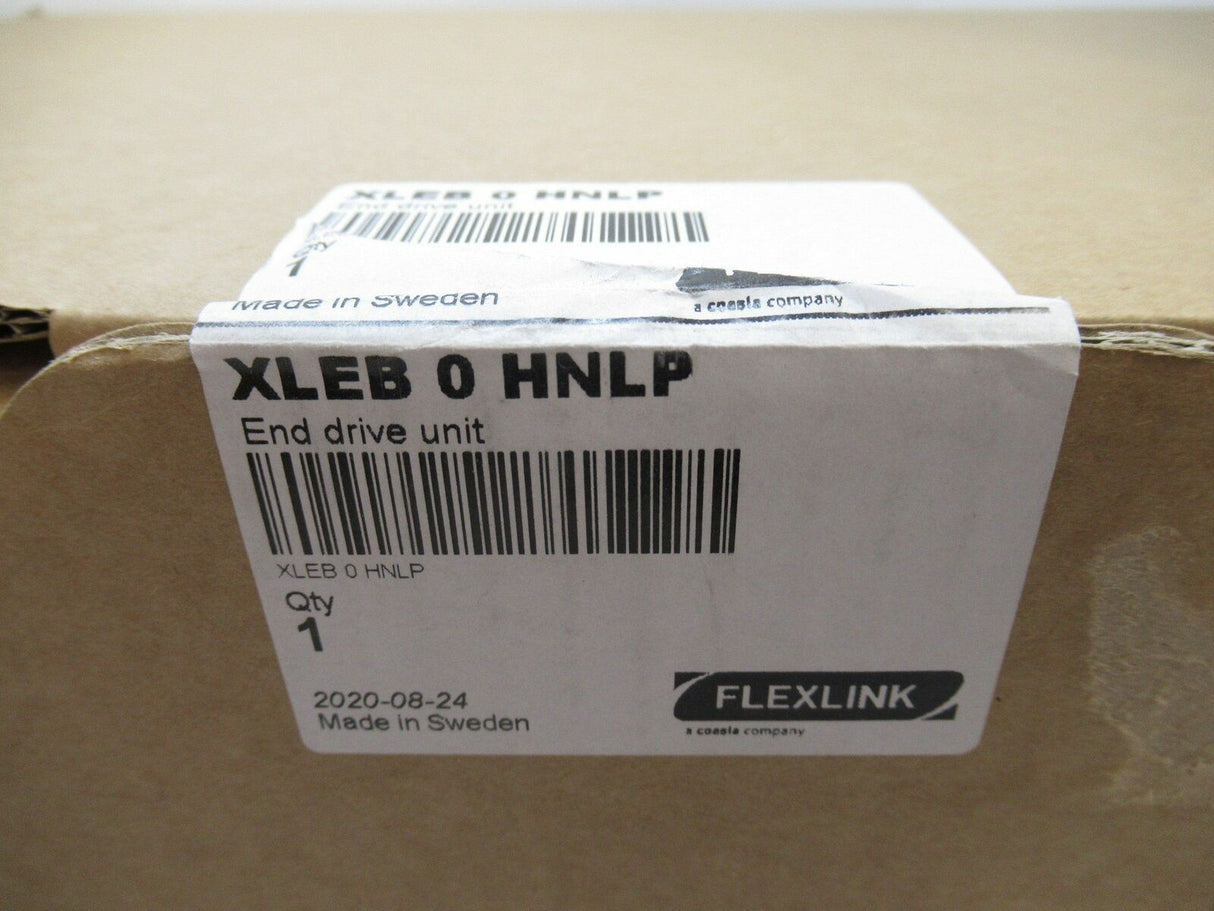 XLEB 0 HNLP
End drive unit
Qty
1
Made in Sweden
a coesia company
XLEB 0 HNLP
End drive unit
XLEB 0 HNLP
Qty
1
2020-08-24
Made in Sweden
FLEXLINK
a coesia company